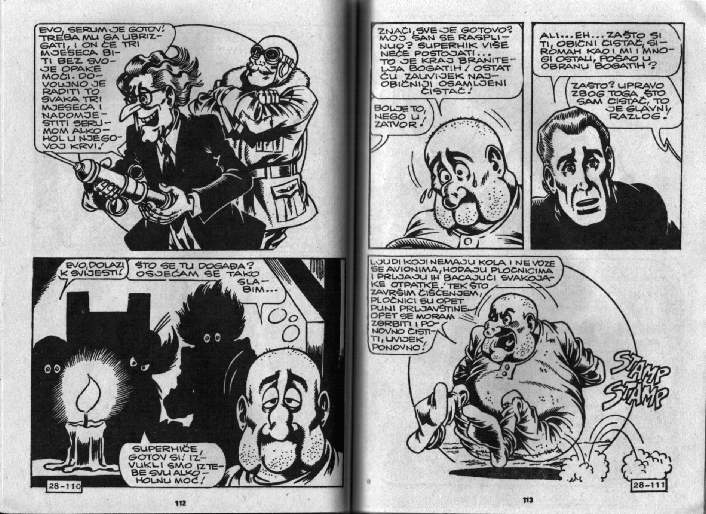 EVO, SERUM JE GOTOV!
TREBA MU GA UBRIZ-
GATI, I ON ĆE TRI
MJESECA BI-
TI BEZ SVO-
JE OPAKE
MOĆI. DO-
VOLJNO JE
RADITI TO
SVAKA TRI
MJESECA I
NADOMJE-
STITI SERU-
MOM ALKO-
HOL U NJEGO-
VOJ KRVI!
EVO, DOLAZI
K SVIJESTI!
ŠTO SE TU DOGAĐA?
OSJEĆAM SE TAKO
SLA-
BIM...
SUPERHIČE,
GOTOV SI! IZ-
VUKLI SMO IZ TE-
BE SVU ALKO-
HOLNU MOĆ!
28-110
112
ZNAČI, SVE JE GOTOVO?
MOJ SAN SE RASPLI-
NUO? SUPERHIK VIŠE
NEĆE POSTOJATI...
TO JE KRAJ BRANITE-
LJA BOGATIH! OSTAT
ĆU ZAUVIJEK NAJ-
OBIČNIJI OSAMLJENI
ČISTAČ!
BOLJE TO,
NEGO U
ZATVOR!
ALI... EH... ZAŠTO SI
TI, OBIČNI ČISTAČ, SI-
ROMAH KAO I MI I MNO-
GI OSTALI, POŠAO U
OBRANU BOGATIH?
ZAŠTO? UPRAVO
ZBOG TOGA ŠTO
SAM ČISTAČ, TO
JE GLAVNI
RAZLOG!
LJUDI KOJI NEMAJU KOLA I NE VOZE
SE AVIONIMA, HODAJU PLOČNICIMA
I PRLJAJU IH BACAJUĆI SVAKOJA-
KE OTPATKE! TEK ŠTO
ZAVRŠIM ČIŠĆENJEM,
PLOČNICI SU OPET
PUNI PRLJAVŠTINE.
OPET SE MORAM
ZGRBITI I PO-
NOVNO ČISTI-
TI, UVIJEK,
PONOVNO!
STAMP
STAMP
28-111
113